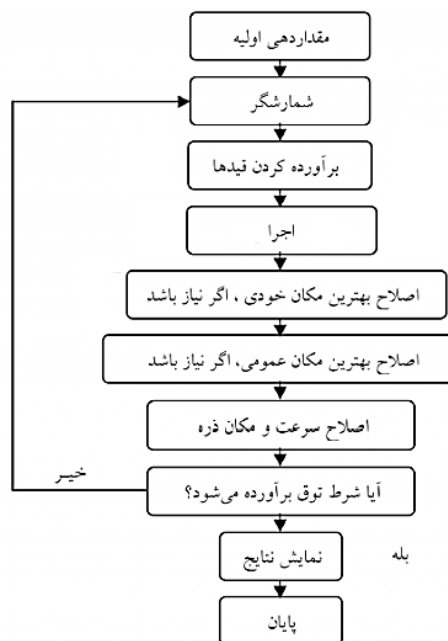 مقداردهی اولیه
شمارشگر
برآورده کردن قیدها
اجرا
اصلاح بهترین مکان خودی ، اگر نیاز باشد
اصلاح بهترین مکان عمومی، اگر نیاز باشد
اصلاح سرعت و مکان ذره
خیر
آیا شرط توق برآورده می‌شود؟
بله
نمایش نتایج
پایان